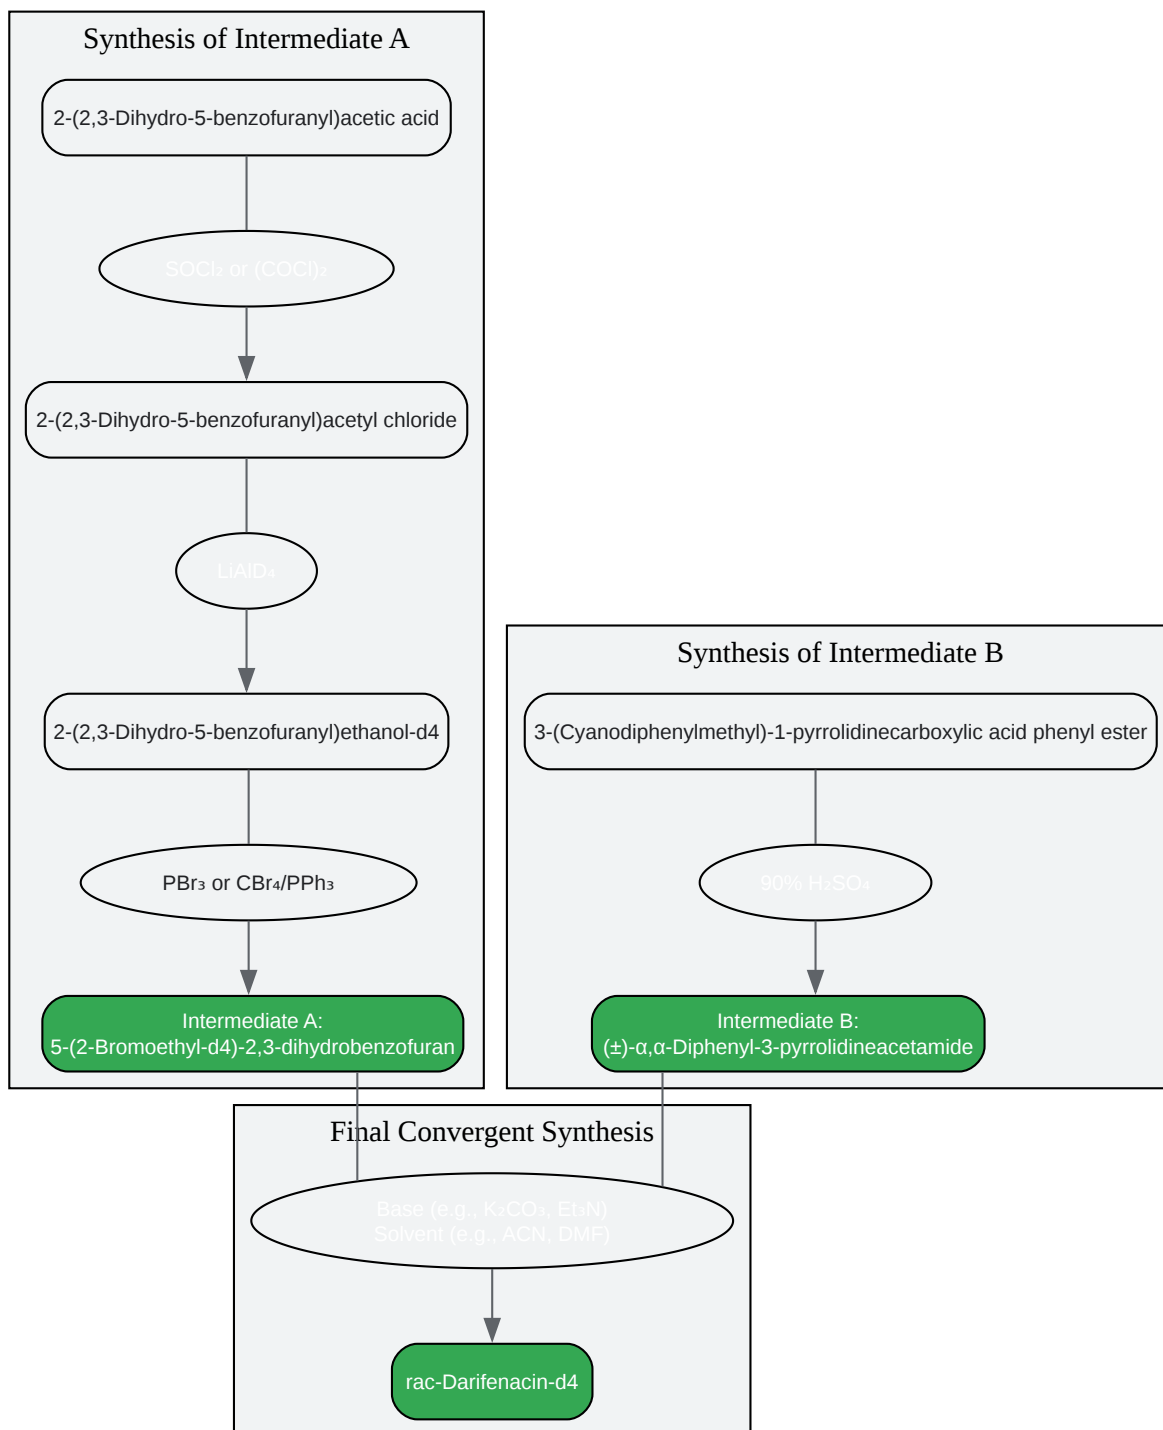 Synthesis of Intermediate A
2-(2,3-Dihydro-5-benzofuranyl)acetic acid
SOCl₂ or (COCl)₂
2-(2,3-Dihydro-5-benzofuranyl)acetyl chloride
LiAlD₄
2-(2,3-Dihydro-5-benzofuranyl)ethanol-d4
PBr₃ or CBr₄/PPh₃
Intermediate A:
5-(2-Bromoethyl-d4)-2,3-dihydrobenzofuran
Synthesis of Intermediate B
3-(Cyanodiphenylmethyl)-1-pyrrolidinecarboxylic acid phenyl ester
90% H₂SO₄
Intermediate B:
(±)-α,α-Diphenyl-3-pyrrolidineacetamide
Final Convergent Synthesis
Base (e.g., K₂CO₃, Et₃N)
Solvent (e.g., ACN, DMF)
rac-Darifenacin-d4